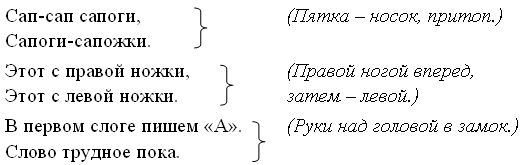 Сап-сап сапоги, (Пятка – носок, притоп.)
Сапоги-сапожки.
Этот с правой ножки, (Правой ногой вперед,
Этот с левой ножки. затем – левой.)
В первом слоге пишем «А». (Руки над головой в замок.)
Слово трудное пока.